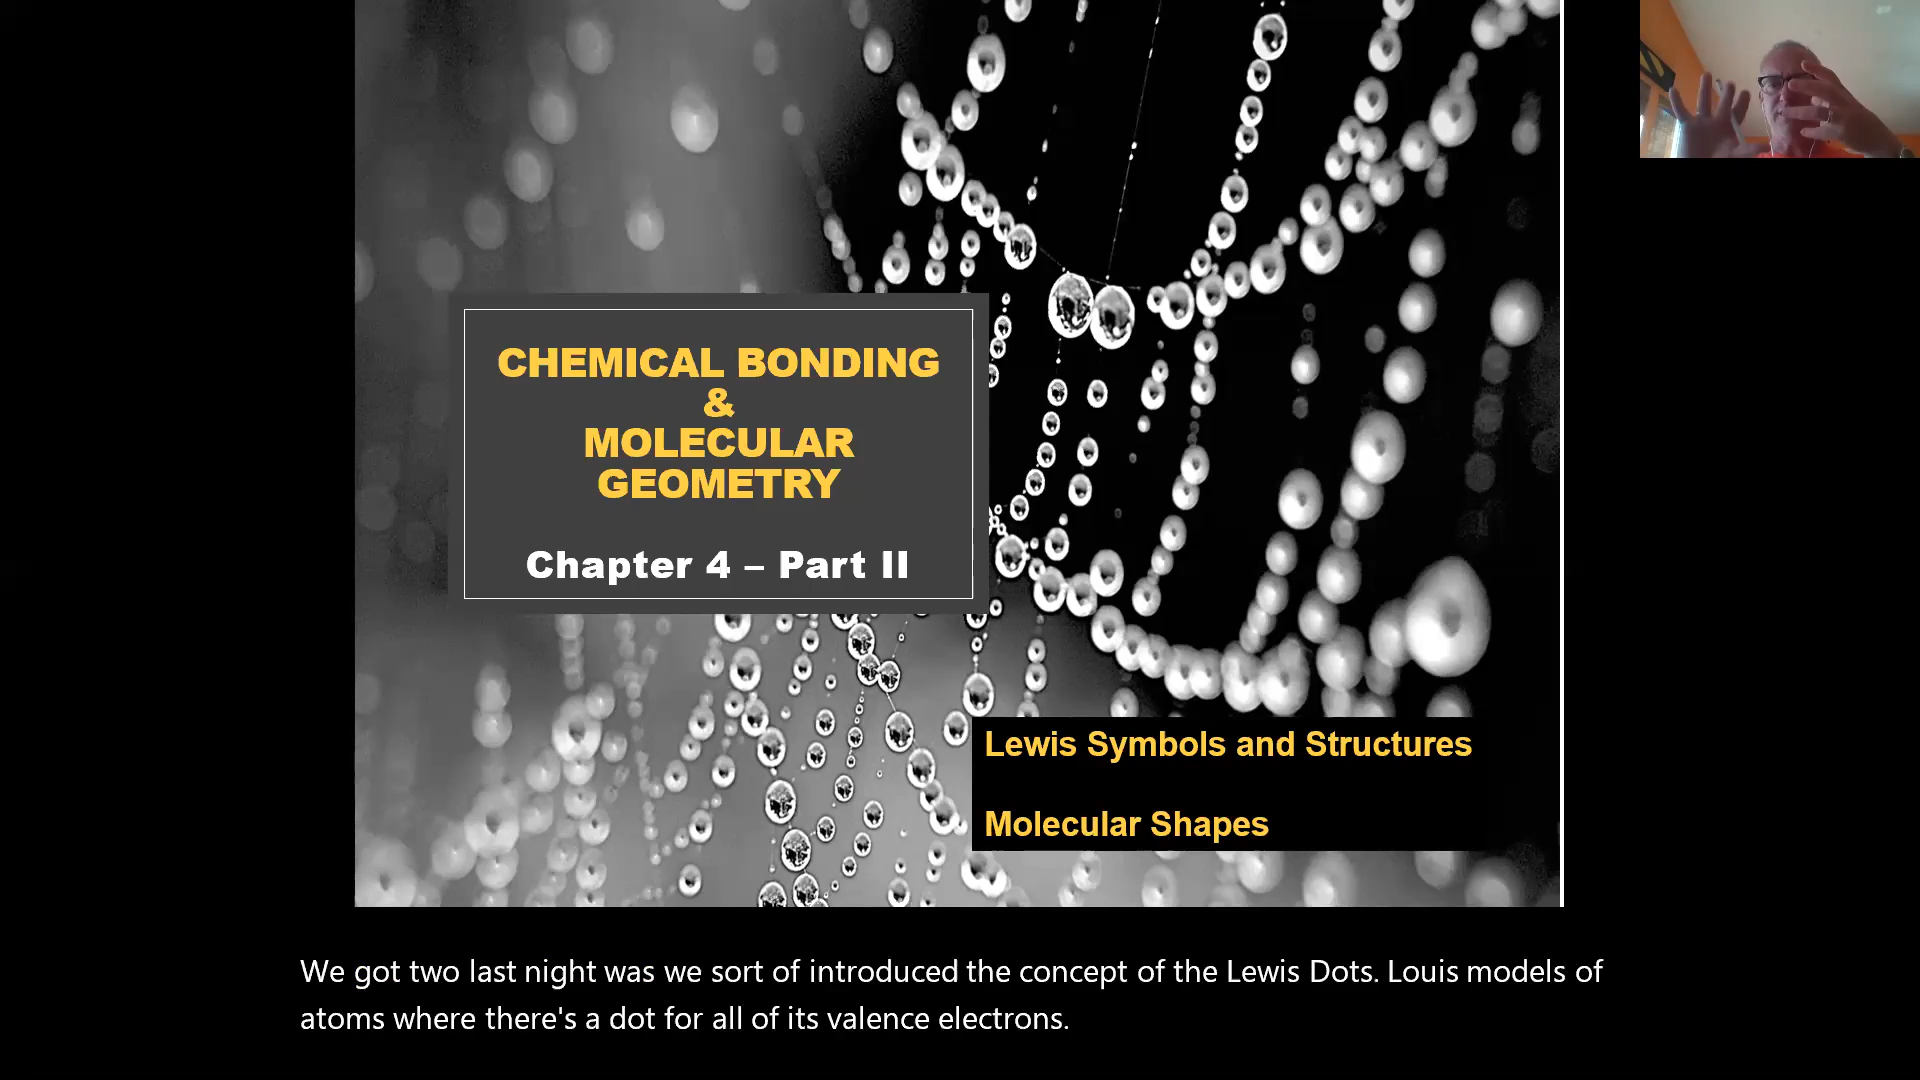 CHEMICAL BONDING
&
MOLECULAR
GEOMETRY
Chapter 4 – Part II
Lewis Symbols and Structures
Molecular Shapes
We got two last night was we sort of introduced the concept of the Lewis Dots. Louis models of
atoms where there's a dot for all of its valence electrons.